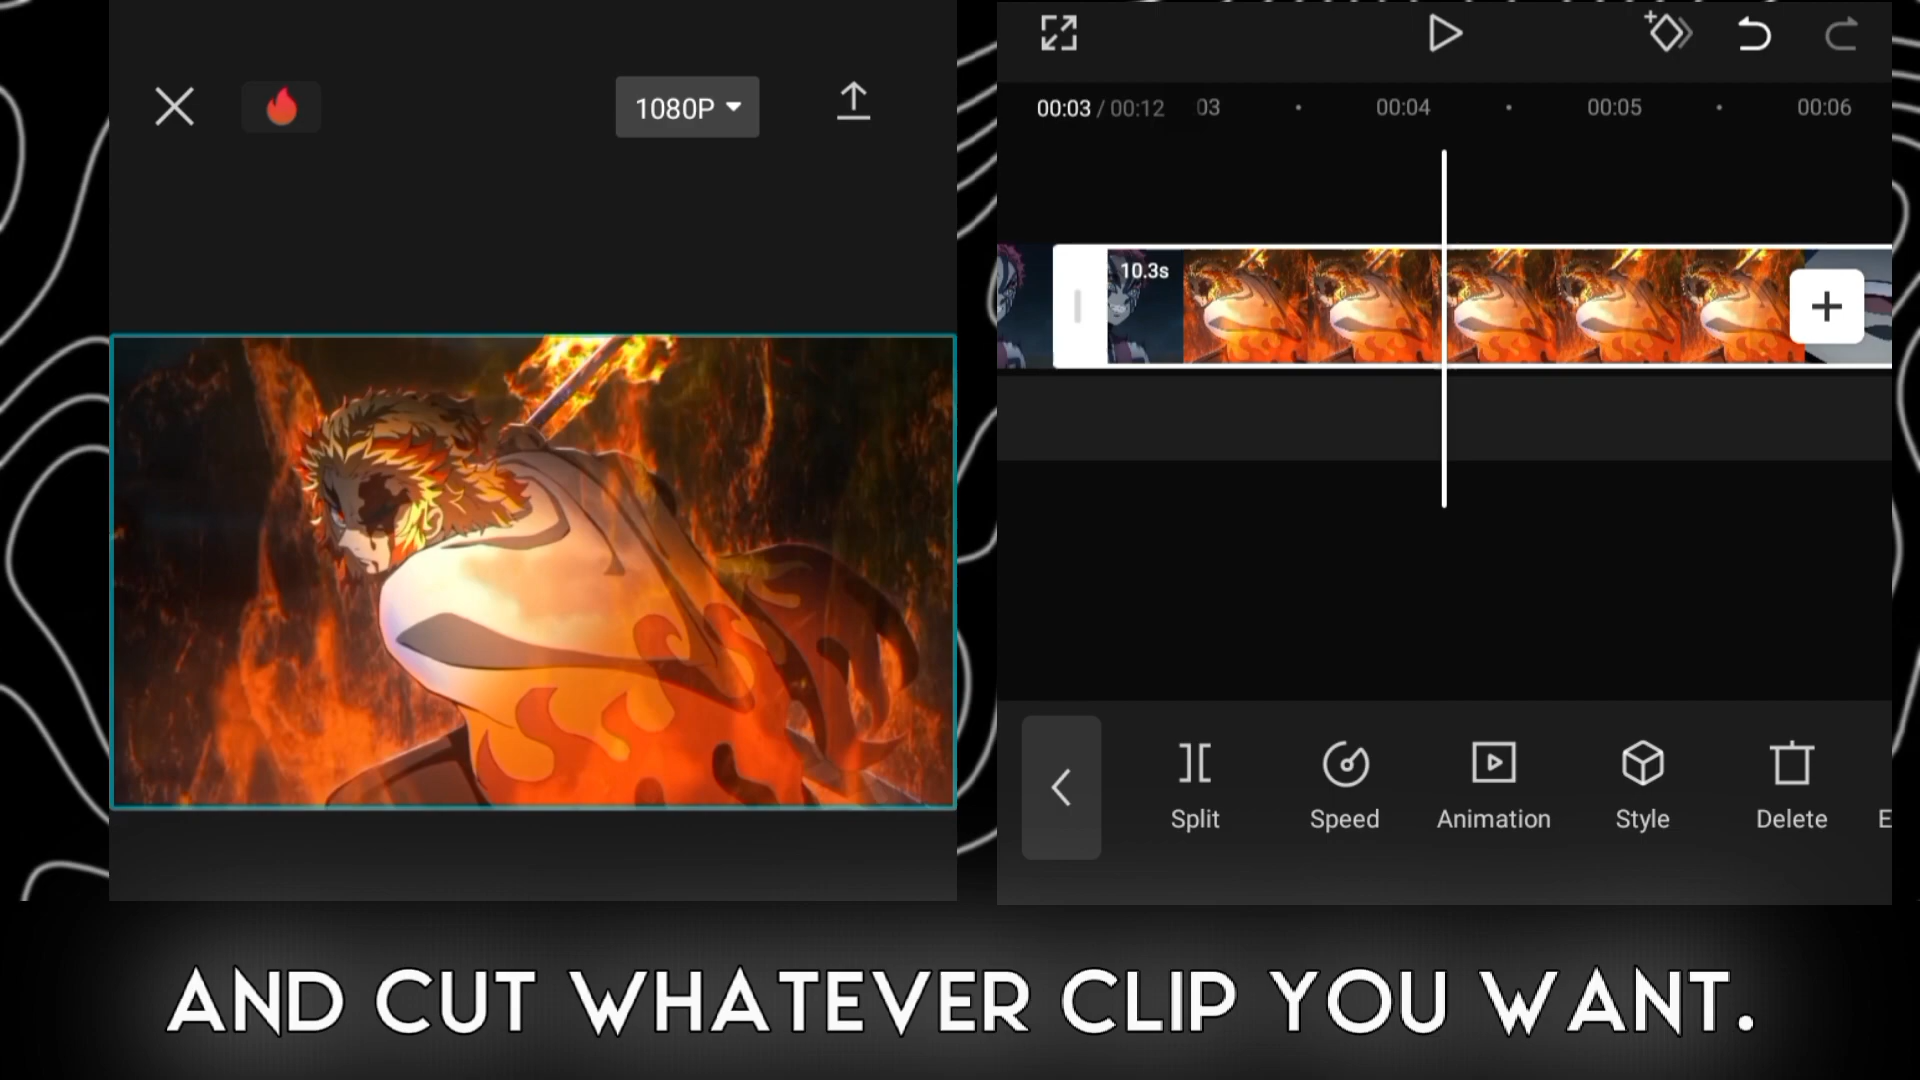 1080P
00:03 / 00:12 03 00:04 00:05 00:06
10.3s
Split Speed Animation Style Delete E
AND CUT WHATEVER CLIP YOU WANT.